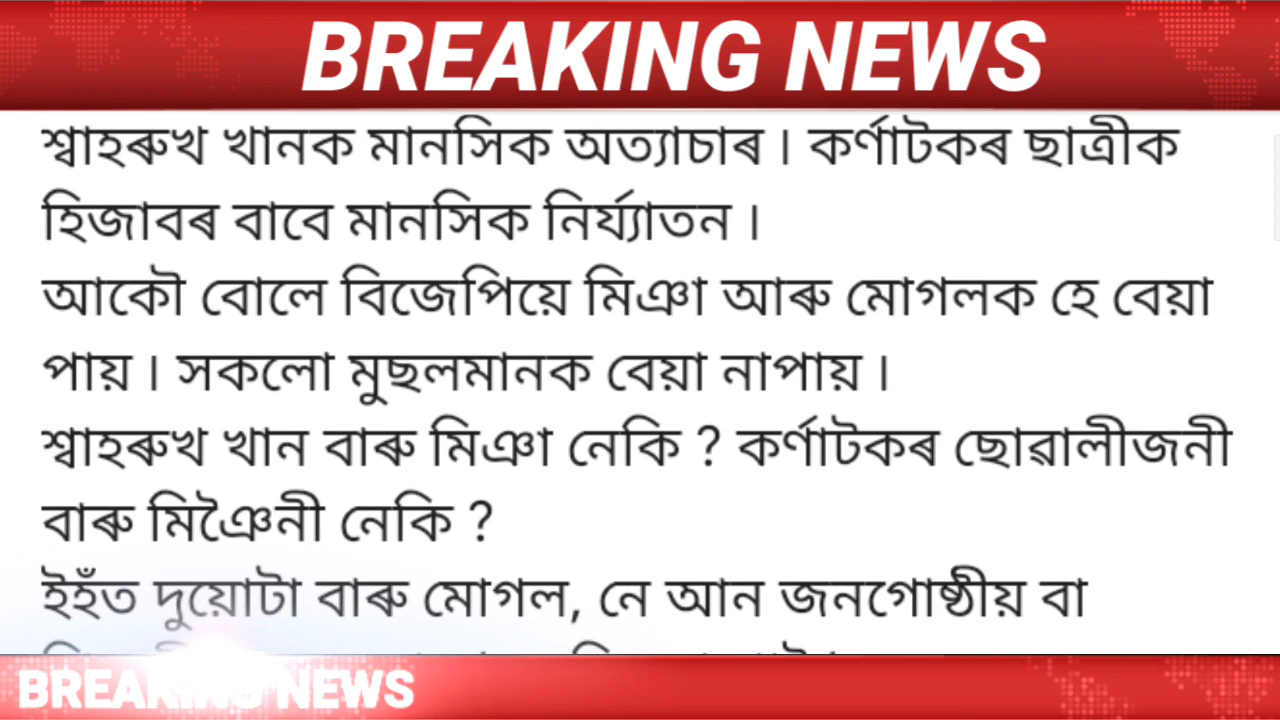 BREAKING NEWS
শ্বাহৰুখ খানক মানসিক অত্যাচাৰ । কৰ্ণাটকৰ ছাত্ৰীক
হিজাবৰ বাবে মানসিক নিৰ্য্যাতন ।
আকৌ বোলে বিজেপিয়ে মিঞা আৰু মোগলক হে বেয়া
পায় । সকলো মুছলমানক বেয়া নাপায় ।
শ্বাহৰুখ খান বাৰু মিঞা নেকি ? কৰ্ণাটকৰ ছোৱালীজনী
বাৰু মিঞৈনী নেকি ?
ইহঁত দুয়োটা বাৰু মোগল, নে আন জনগোষ্ঠীয় বা
BREAKING NEWS